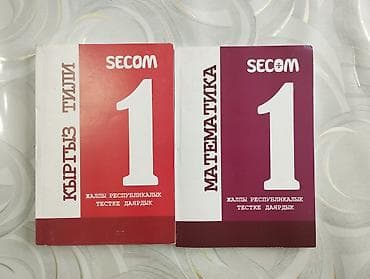 КЫРГЫЗ ТИЛИ
SECOM
1
ЖАЛПЫ РЕСПУБЛИКАЛЫК
ТЕСТКЕ ДАЯРДЫК
МАТЕМАТИКА
SECOM
1
ЖАЛПЫ РЕСПУБЛИКАЛЫК
ТЕСТКЕ ДАЯРДЫК